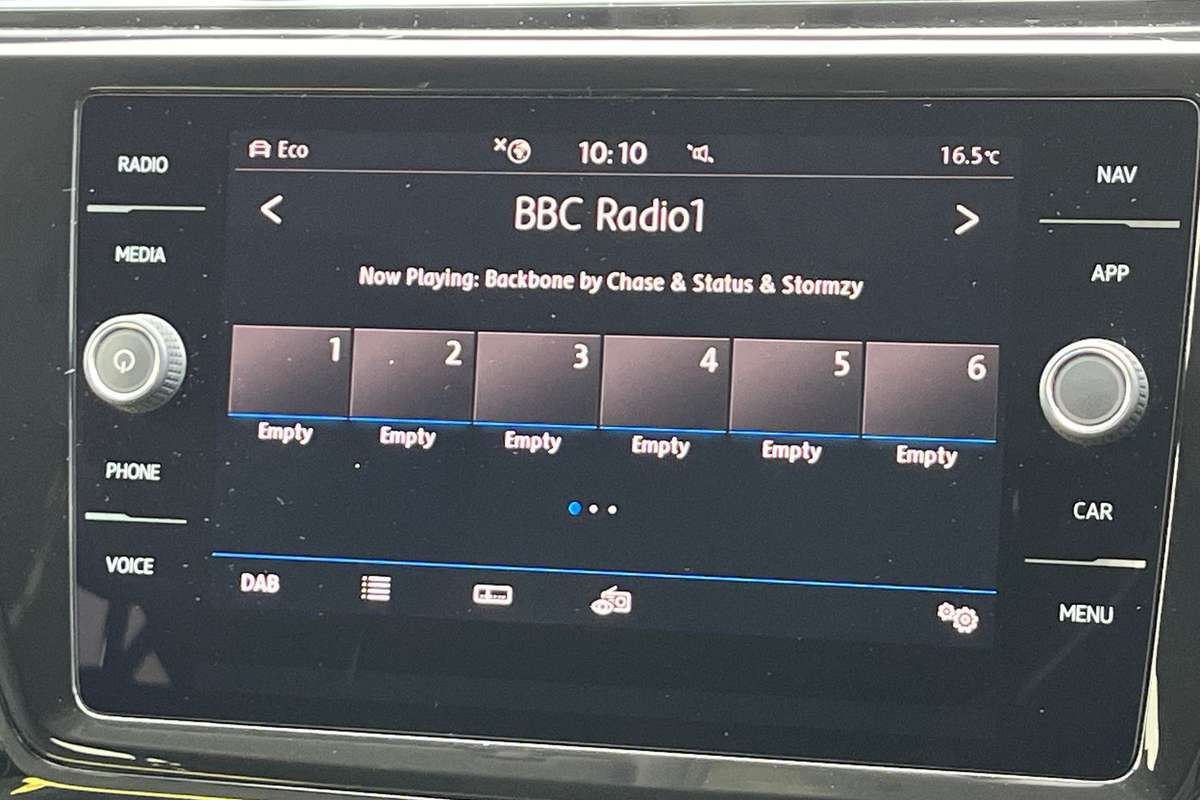 RADIO
MEDIA
PHONE
VOICE
Eco
10:10
16.5°C
< BBC Radio1 >
Now Playing: Backbone by Chase & Status & Stormzy
1 2 3 4 5 6
Empty Empty Empty Empty Empty Empty
DAB
NAV
APP
CAR
MENU